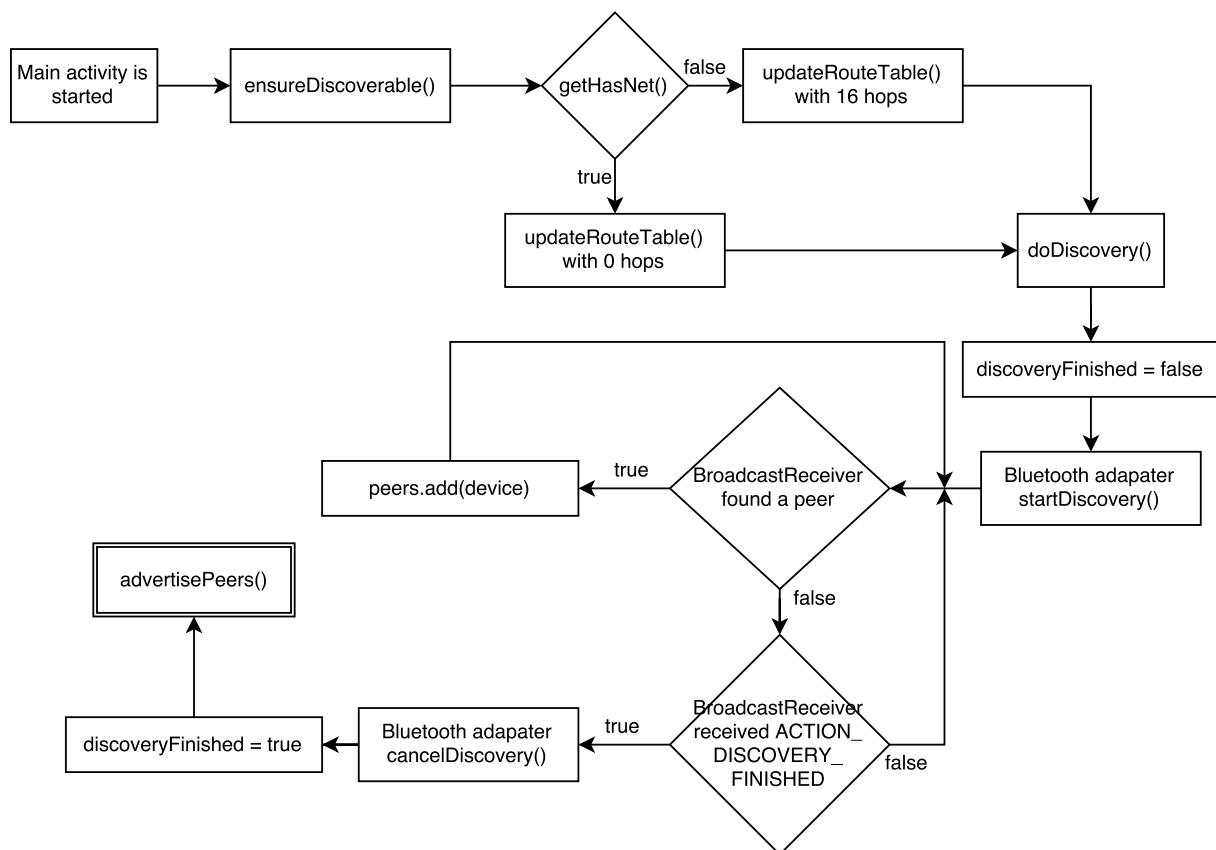 Main activity is
started
ensureDiscoverable()
getHasNet()
false
updateRouteTable()
with 16 hops
true
updateRouteTable()
with 0 hops
doDiscovery()
discoveryFinished = false
Bluetooth adapater
startDiscovery()
BroadcastReceiver
found a peer
true
peers.add(device)
false
advertisePeers()
BroadcastReceiver
received ACTION_
DISCOVERY_
FINISHED
true
false
Bluetooth adapater
cancelDiscovery()
discoveryFinished = true